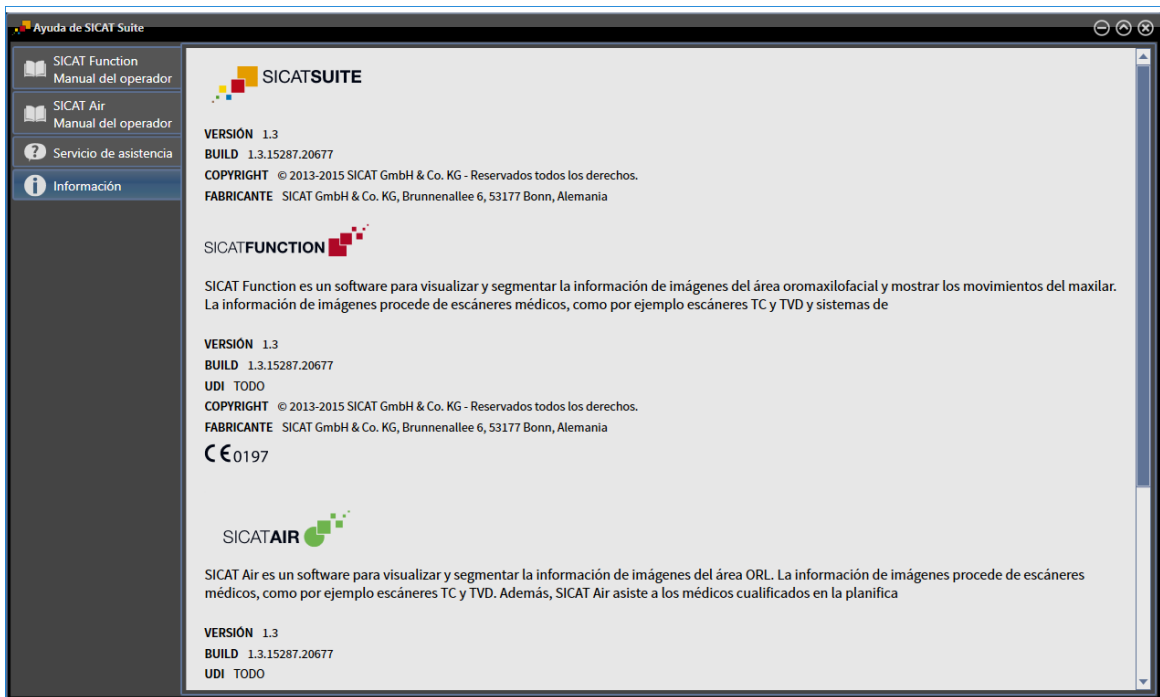 Ayuda de SICAT Suite
SICAT Function
Manual del operador
SICAT Air
Manual del operador
Servicio de asistencia
Información
SICATSUITE
VERSIÓN 1.3
BUILD 1.3.15287.20677
COPYRIGHT © 2013-2015 SICAT GmbH & Co. KG - Reservados todos los derechos.
FABRICANTE SICAT GmbH & Co. KG, Brunnenallee 6, 53177 Bonn, Alemania
SICATFUNCTION
SICAT Function es un software para visualizar y segmentar la información de imágenes del área oromaxilofacial y mostrar los movimientos del maxilar.
La información de imágenes procede de escáneres médicos, como por ejemplo escáneres TC y TVD y sistemas de
VERSIÓN 1.3
BUILD 1.3.15287.20677
UDI TODO
COPYRIGHT © 2013-2015 SICAT GmbH & Co. KG - Reservados todos los derechos.
FABRICANTE SICAT GmbH & Co. KG, Brunnenallee 6, 53177 Bonn, Alemania
CE0197
SICATAIR
SICAT Air es un software para visualizar y segmentar la información de imágenes del área ORL. La información de imágenes procede de escáneres
médicos, como por ejemplo escáneres TC y TVD. Además, SICAT Air asiste a los médicos cualificados en la planifica
VERSIÓN 1.3
BUILD 1.3.15287.20677
UDI TODO